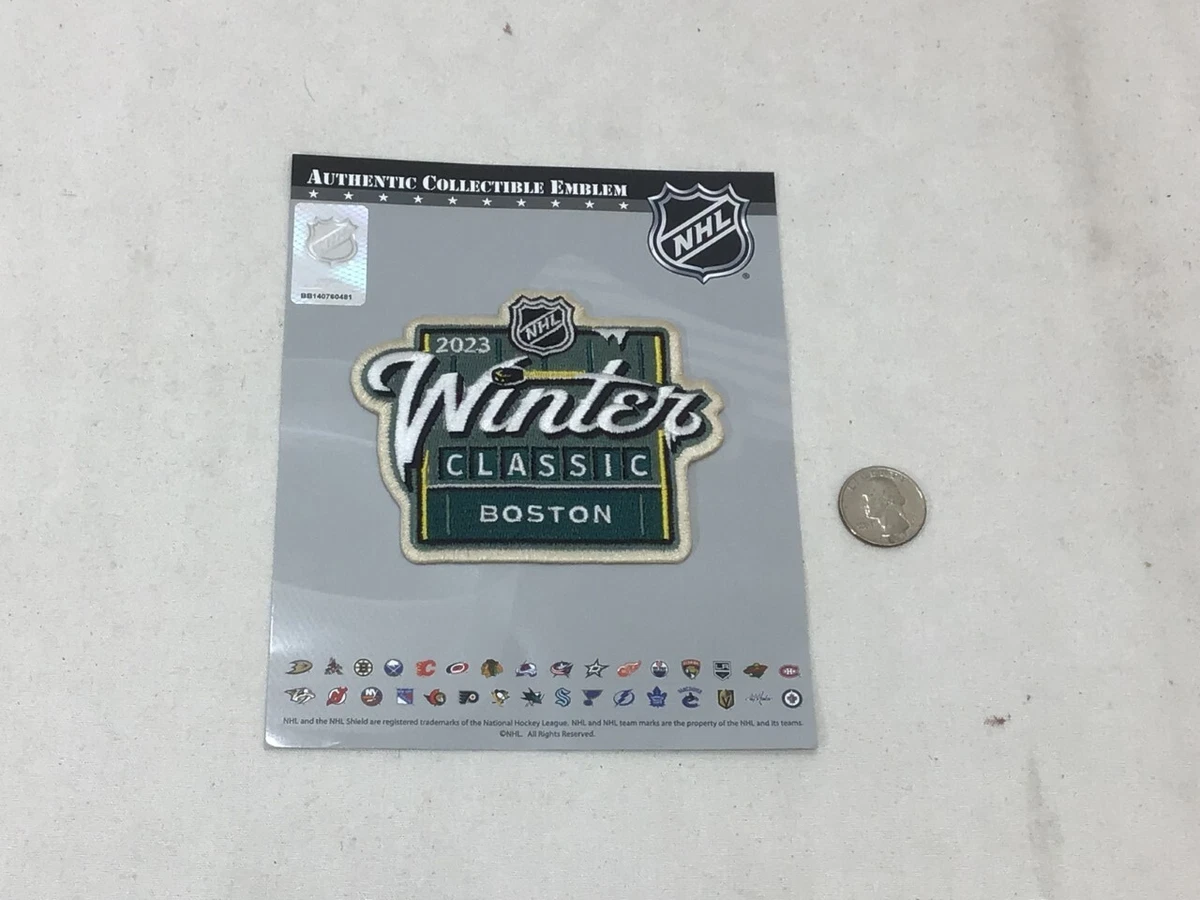 AUTHENTIC COLLECTIBLE EMBLEM
NHL
®
BB140760481
NHL
2023
Winter
CLASSIC
BOSTON
NHL and the NHL Shield are registered trademarks of the National Hockey League. NHL and NHL team marks are the property of the NHL and its teams.
©NHL. All Rights Reserved.